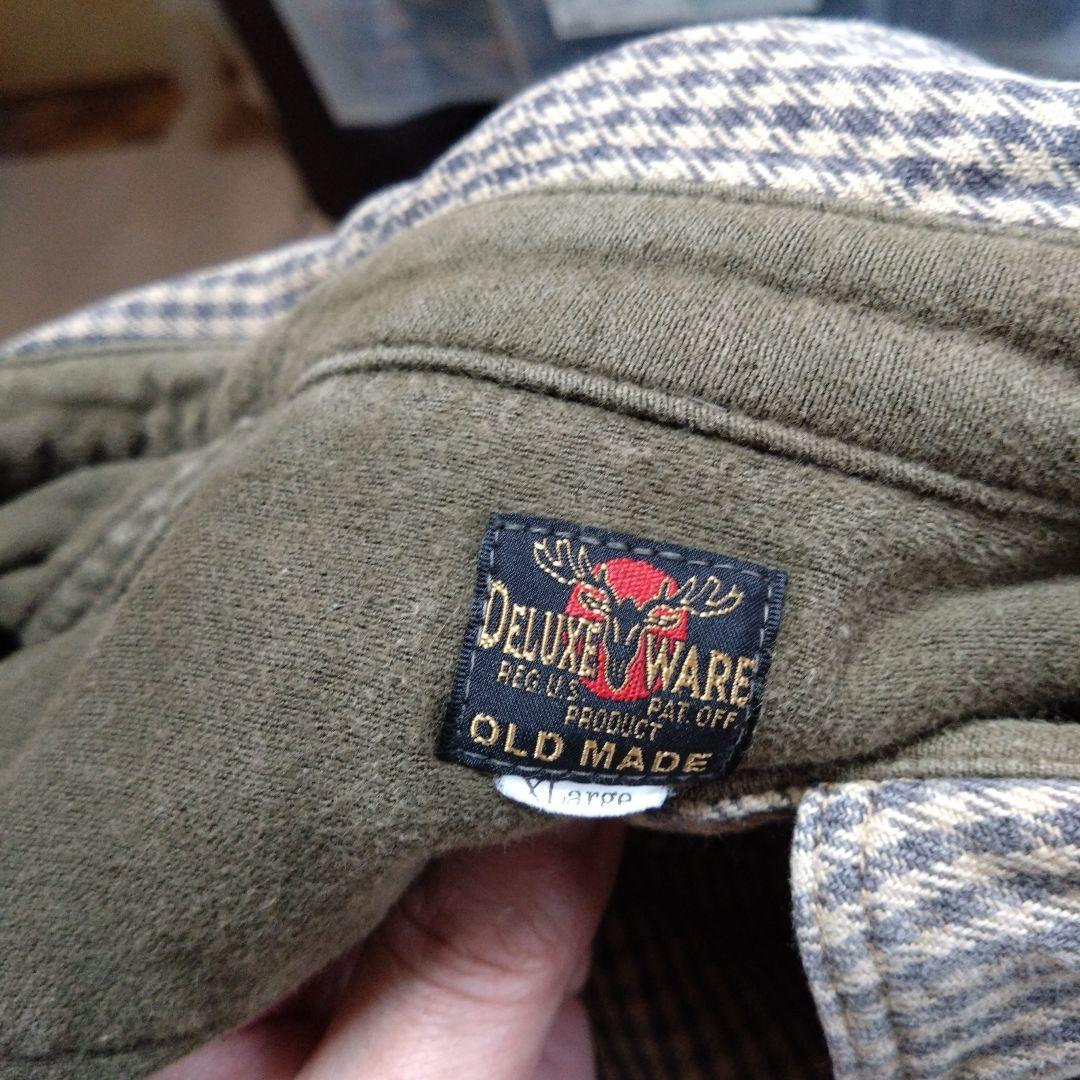 DELUXE WARE
REG. U.S. PAT. OFF
PRODUCT
OLD MADE
XLarge